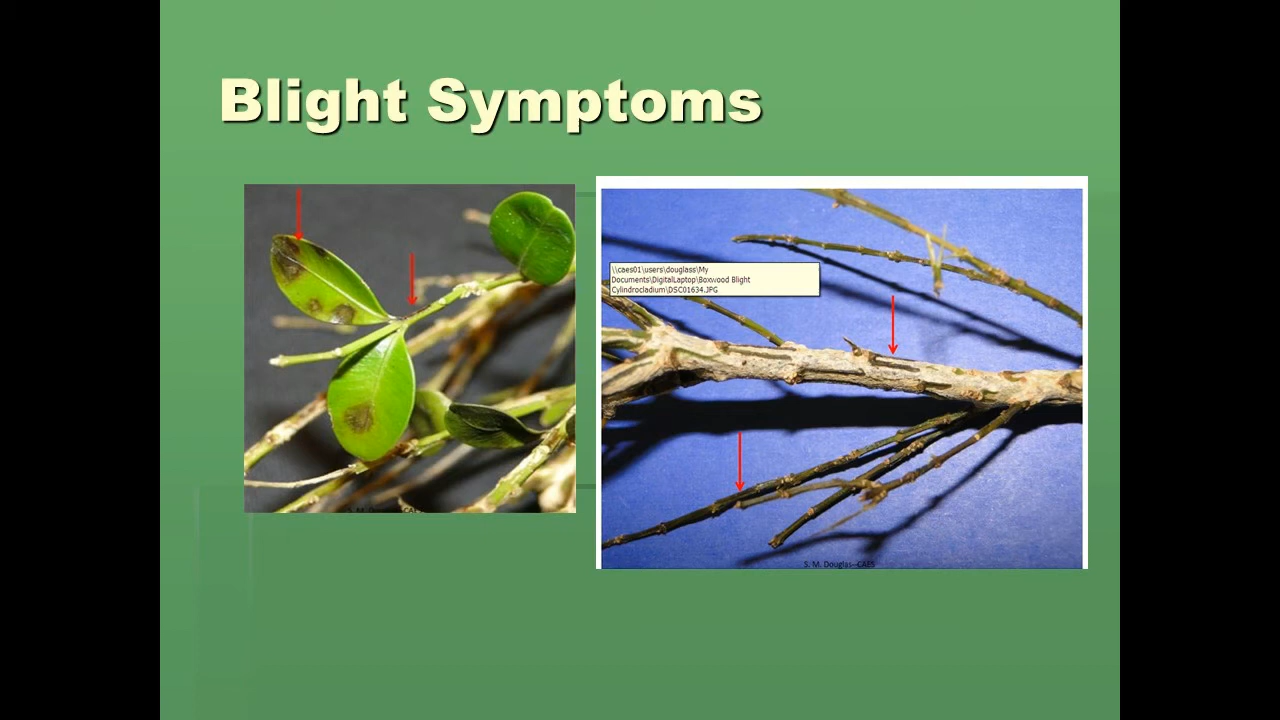 Blight Symptoms
\\caes01\users\douglass\My
Documents\DigitalLaptop\Boxwood Blight
Cylindrocladium\DSC01634.JPG
S. M. Douglas--CAES